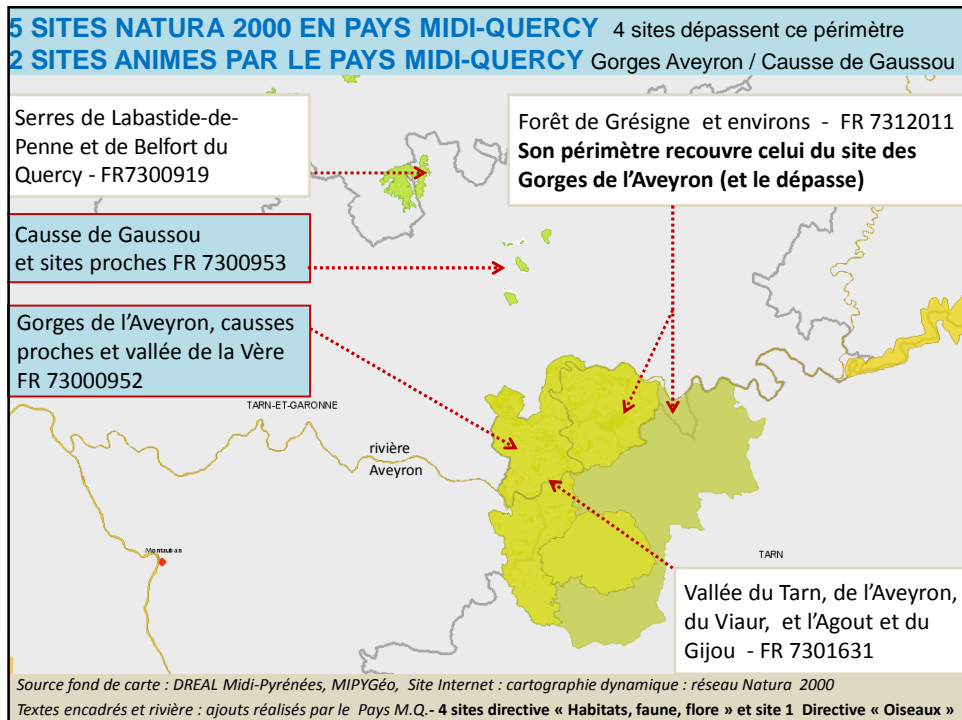 5 SITES NATURA 2000 EN PAYS MIDI-QUERCY 4 sites dépassent ce périmètre
2 SITES ANIMES PAR LE PAYS MIDI-QUERCY Gorges Aveyron / Causse de Gaussou
Serres de Labastide-de-
Penne et de Belfort du
Quercy - FR7300919
Forêt de Grésigne et environs - FR 7312011
Son périmètre recouvre celui du site des
Gorges de l'Aveyron (et le dépasse)
Causse de Gaussou
et sites proches FR 7300953
Gorges de l'Aveyron, causses
proches et vallée de la Vère
FR 73000952
TARN-ET-GARONNE
rivière
Aveyron
Montauban
TARN
Vallée du Tarn, de l'Aveyron,
du Viaur, et l'Agout et du
Gijou - FR 7301631
Source fond de carte : DREAL Midi-Pyrénées, MIPYGéo, Site Internet : cartographie dynamique : réseau Natura 2000
Textes encadrés et rivière : ajouts réalisés par le Pays M.Q.- 4 sites directive « Habitats, faune, flore » et site 1 Directive « Oiseaux »